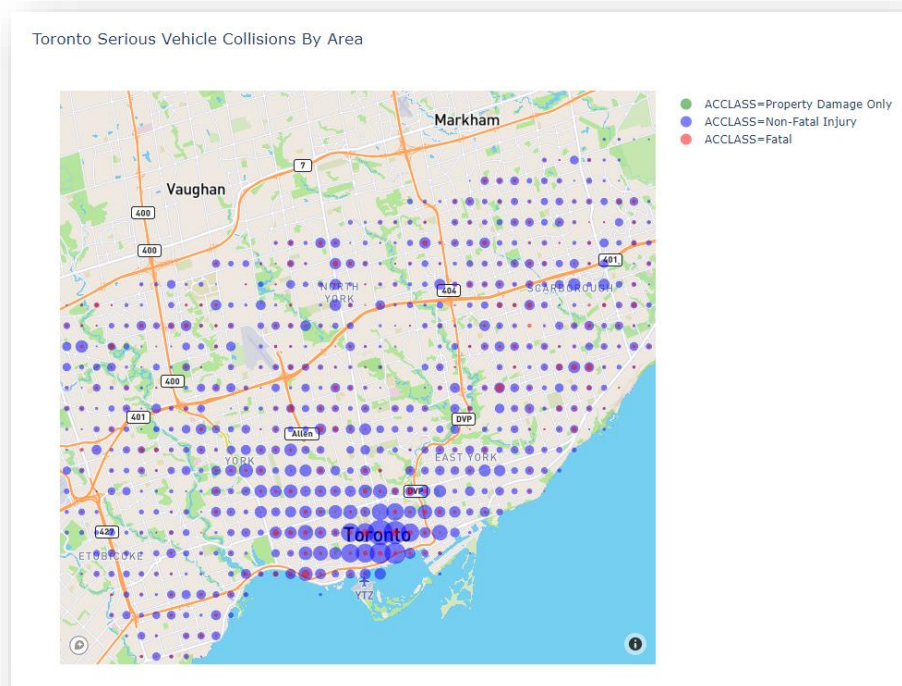 Toronto Serious Vehicle Collisions By Area
ACCLASS=Property Damage Only
ACCLASS=Non-Fatal Injury
ACCLASS=Fatal
Markham
7
Vaughan
400
400
401
NORTH
YORK
404
SCARBOROUGH
400
401
DVP
Allen
YORK
EAST YORK
DVP
427
Toronto
ETOBICOKE
YTZ